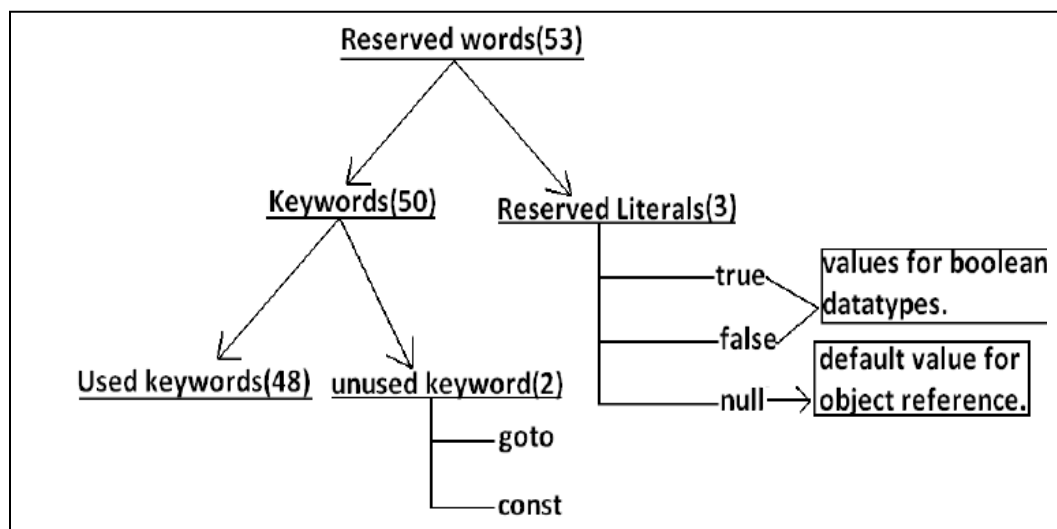 Reserved words(53)
Keywords(50)
Reserved Literals(3)
true
values for boolean
datatypes.
false
default value for
object reference.
null
Used keywords(48)
unused keyword(2)
goto
const